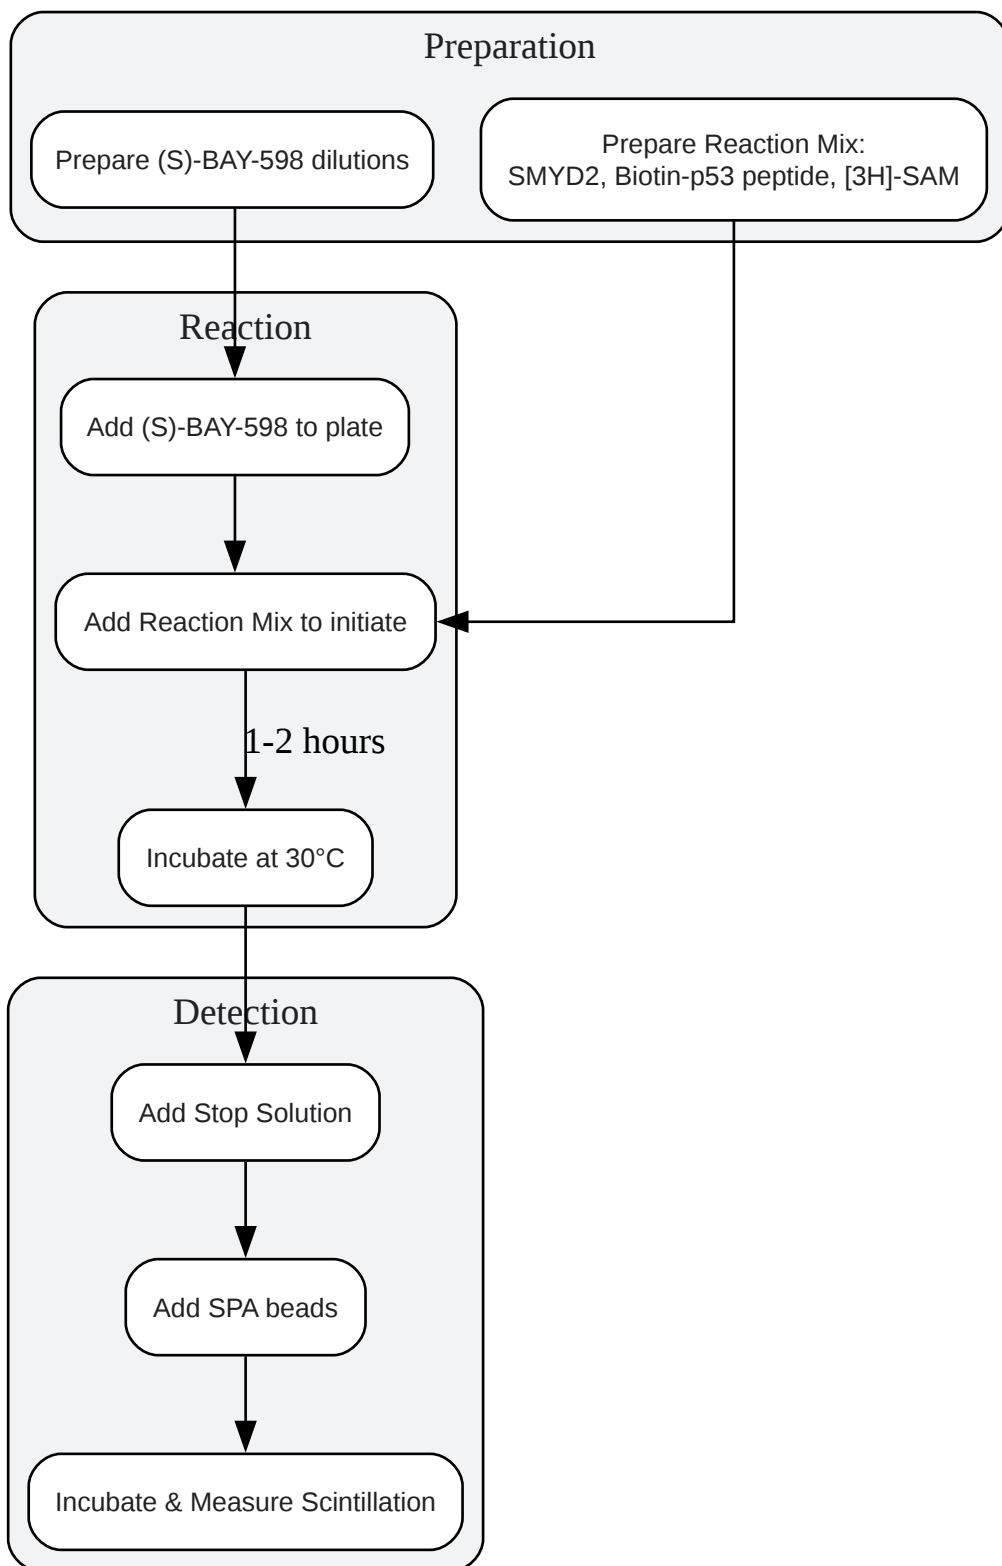 Preparation
Prepare (S)-BAY-598 dilutions
Prepare Reaction Mix:
SMYD2, Biotin-p53 peptide, [3H]-SAM
Reaction
Add (S)-BAY-598 to plate
Add Reaction Mix to initiate
1-2 hours
Incubate at 30°C
Detection
Add Stop Solution
Add SPA beads
Incubate & Measure Scintillation